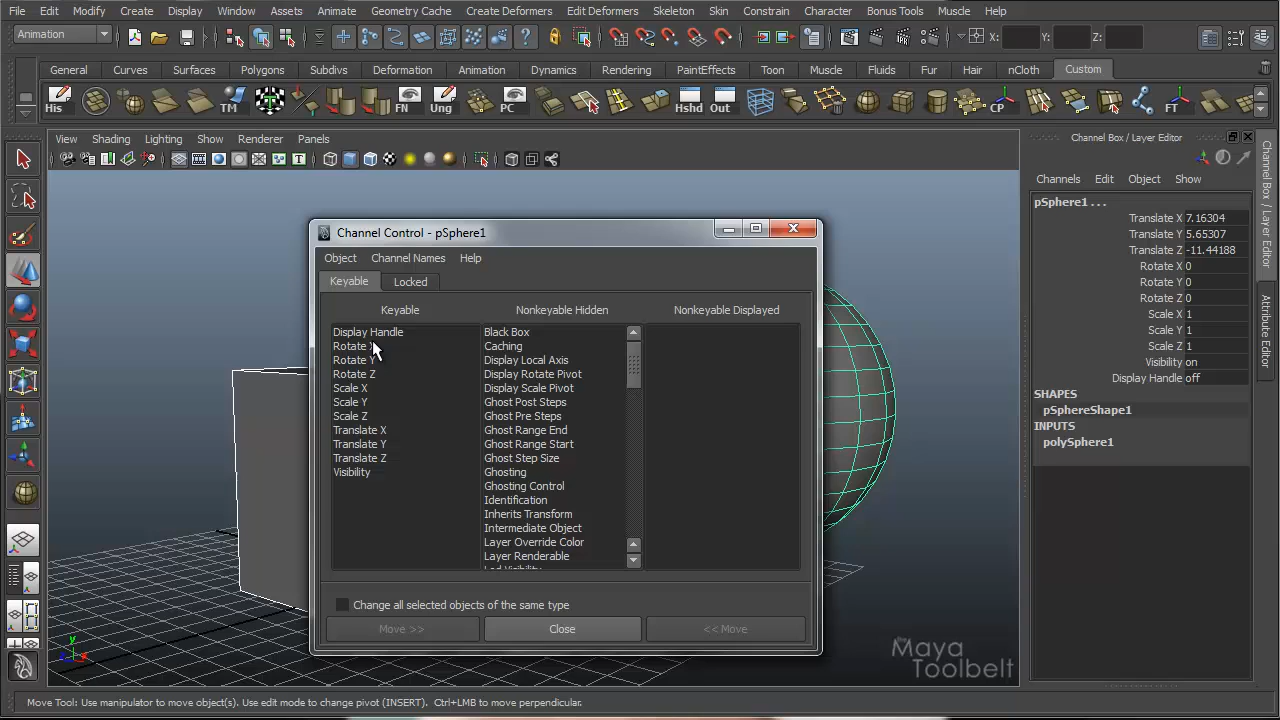 File Edit Modify Create Display Window Assets Animate Geometry Cache Create Deformers Edit Deformers Skeleton Skin Constrain Character Bonus Tools Muscle Help
Animation X: Y: Z:
General Curves Surfaces Polygons Subdivs Deformation Animation Dynamics Rendering PaintEffects Toon Muscle Fluids Fur Hair nCloth Custom
His TM FN Ung PC Hshd Out CP FT
View Shading Lighting Show Renderer Panels
Channel Box / Layer Editor
Channels Edit Object Show
pSphere1 ...
Translate X 7.16304
Translate Y 5.65307
Translate Z -11.44188
Rotate X 0
Rotate Y 0
Rotate Z 0
Scale X 1
Scale Y 1
Scale Z 1
Visibility on
Display Handle off
SHAPES
pSphereShape1
INPUTS
polySphere1
Channel Box / Layer Editor
Attribute Editor
Channel Control - pSphere1
Object Channel Names Help
Keyable Locked
Keyable Nonkeyable Hidden Nonkeyable Displayed
Display Handle
Rotate X
Rotate Y
Rotate Z
Scale X
Scale Y
Scale Z
Translate X
Translate Y
Translate Z
Visibility
Black Box
Caching
Display Local Axis
Display Rotate Pivot
Display Scale Pivot
Ghost Post Steps
Ghost Pre Steps
Ghost Range End
Ghost Range Start
Ghost Step Size
Ghosting
Ghosting Control
Identification
Inherits Transform
Intermediate Object
Layer Override Color
Layer Renderable
Lod Visibility
Change all selected objects of the same type
Move >> Close << Move
y
x
z
The Maya
Toolbelt
Move Tool: Use manipulator to move object(s). Use edit mode to change pivot (INSERT). Ctrl+LMB to move perpendicular.